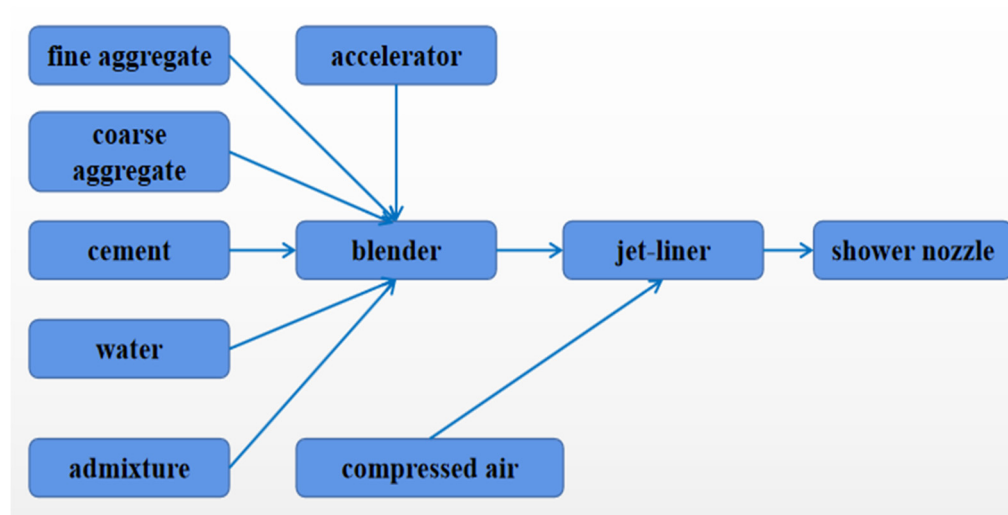 fine aggregate
accelerator
coarse
aggregate
cement
blender
jet-liner
shower nozzle
water
admixture
compressed air